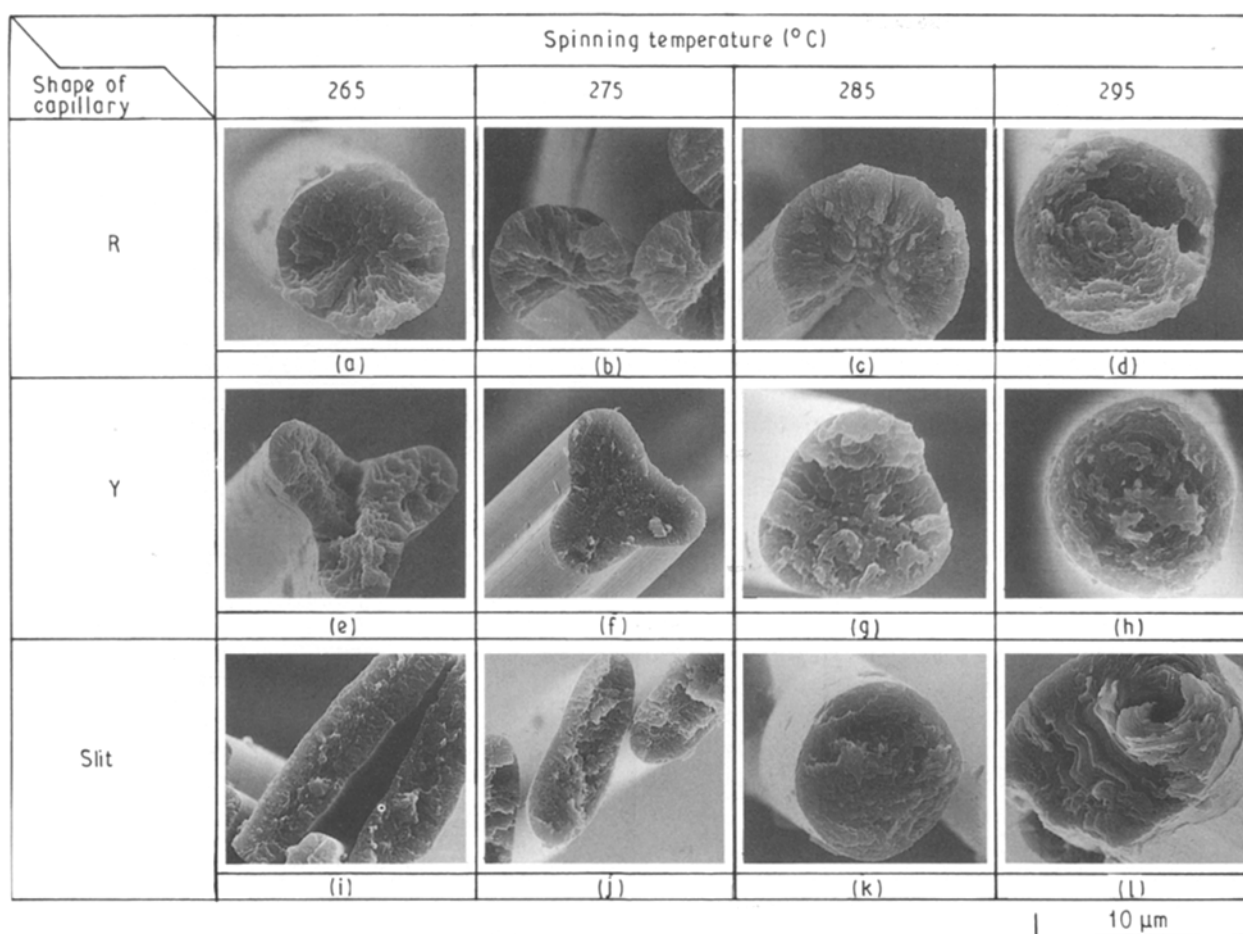 Spinning temperature (°C)
Shape of
capillary
265 275 285 295
R
(a) (b) (c) (d)
Y
(e) (f) (g) (h)
Slit
(i) (j) (k) (l)
10 μm